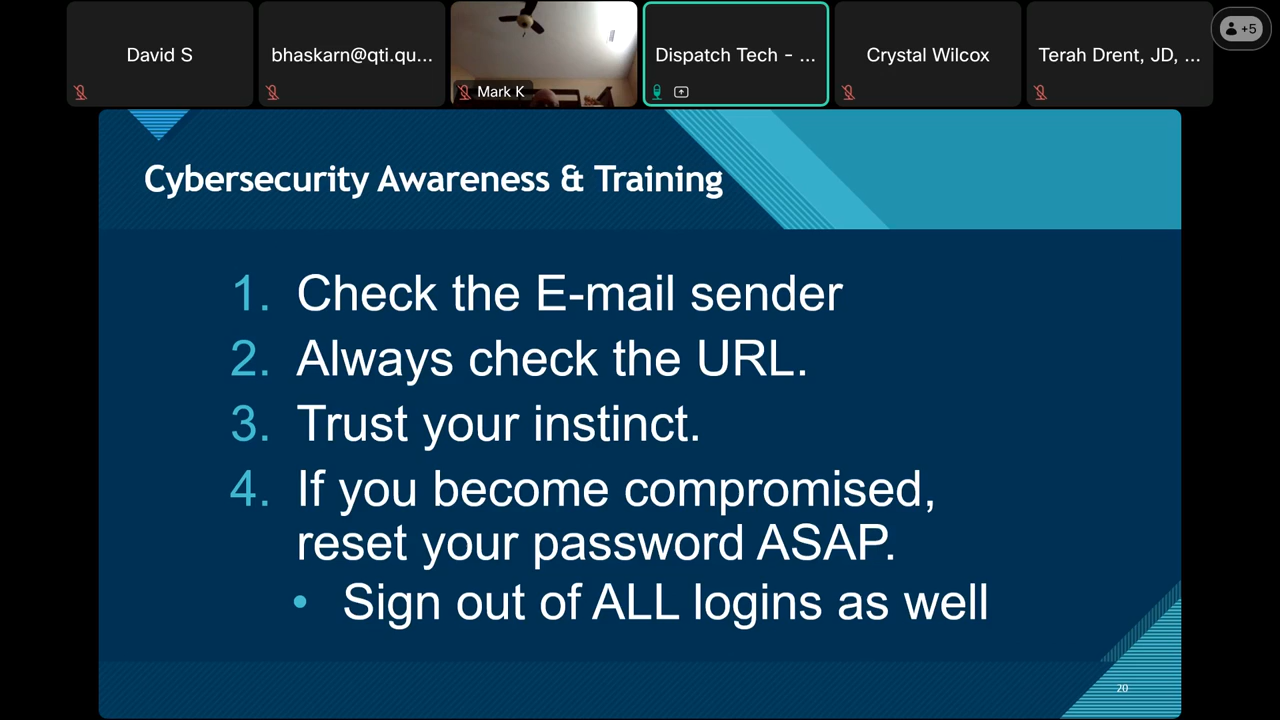 David S
bhaskarn@qti.qu...
Mark K
Dispatch Tech - ...
Crystal Wilcox
Terah Drent, JD, ...
+5
Cybersecurity Awareness & Training
1. Check the E-mail sender
2. Always check the URL.
3. Trust your instinct.
4. If you become compromised,
reset your password ASAP.
• Sign out of ALL logins as well
20